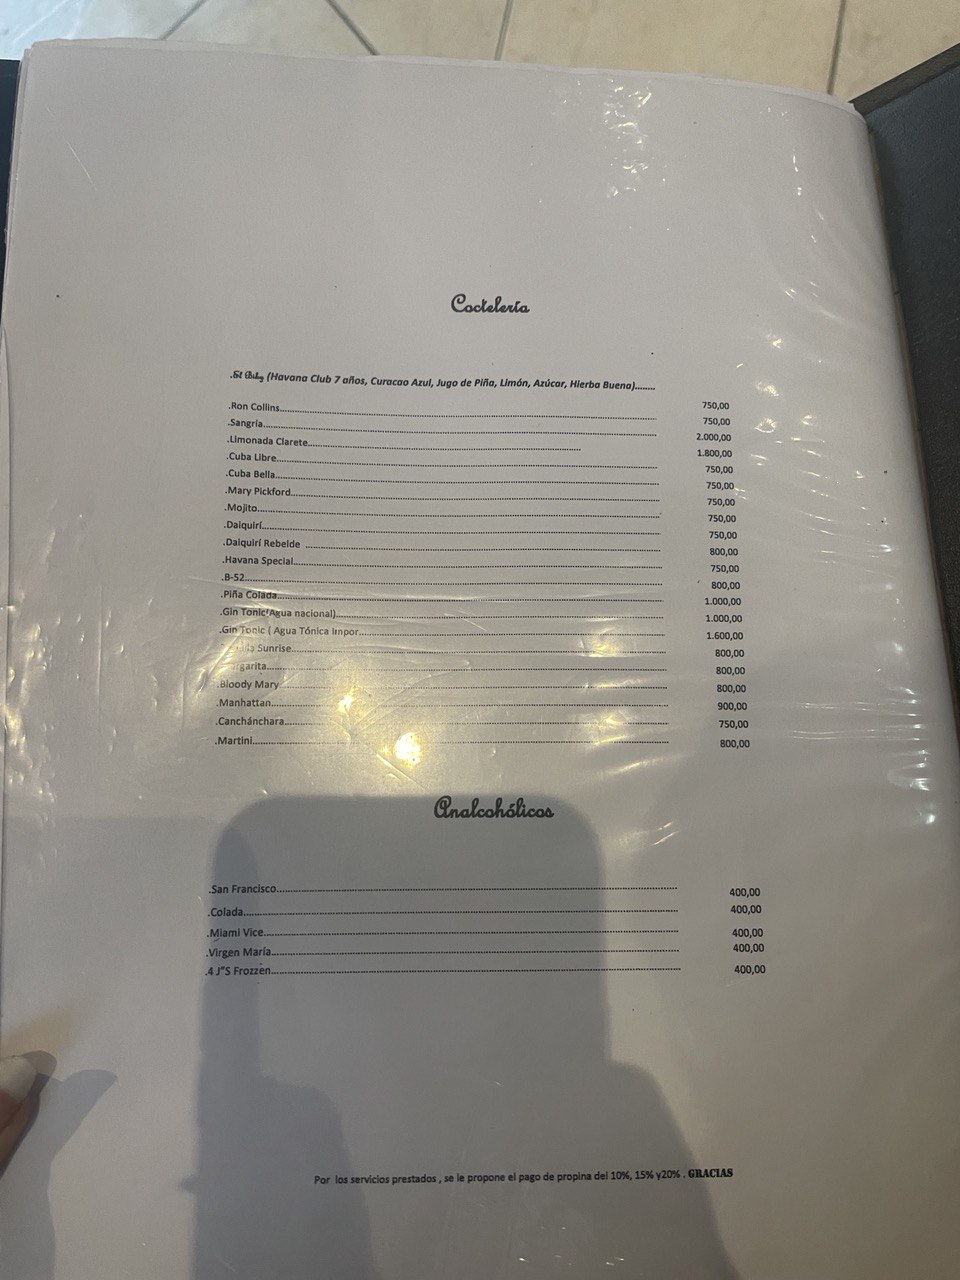 Coctelería
.El Bily (Havana Club 7 años, Curacao Azul, Jugo de Piña, Limón, Azúcar, Hierba Buena)........ 750,00
.Ron Collins........ 750,00
.Sangría........ 2.000,00
.Limonada Clarete........ 1.800,00
.Cuba Libre........ 750,00
.Cuba Bella........ 750,00
.Mary Pickford........ 750,00
.Mojito........ 750,00
.Daiquirí........ 750,00
.Daiquirí Rebelde ........ 800,00
.Havana Special........ 750,00
.B-52........ 800,00
.Piña Colada........ 1.000,00
.Gin Tonic(Agua nacional)........ 1.000,00
.Gin Tonic ( Agua Tónica impor........ 1.600,00
Sunrise........ 800,00
.Margarita........ 800,00
.Bloody Mary........ 800,00
.Manhattan........ 900,00
.Canchánchara........ 750,00
.Martini........ 800,00
Analcohólicos
.San Francisco........ 400,00
.Colada........ 400,00
.Miami Vice........ 400,00
.Virgen María........ 400,00
.4 J"S Frozzen........ 400,00
Por los servicios prestados , se le propone el pago de propina del 10%, 15% y20% . GRACIAS